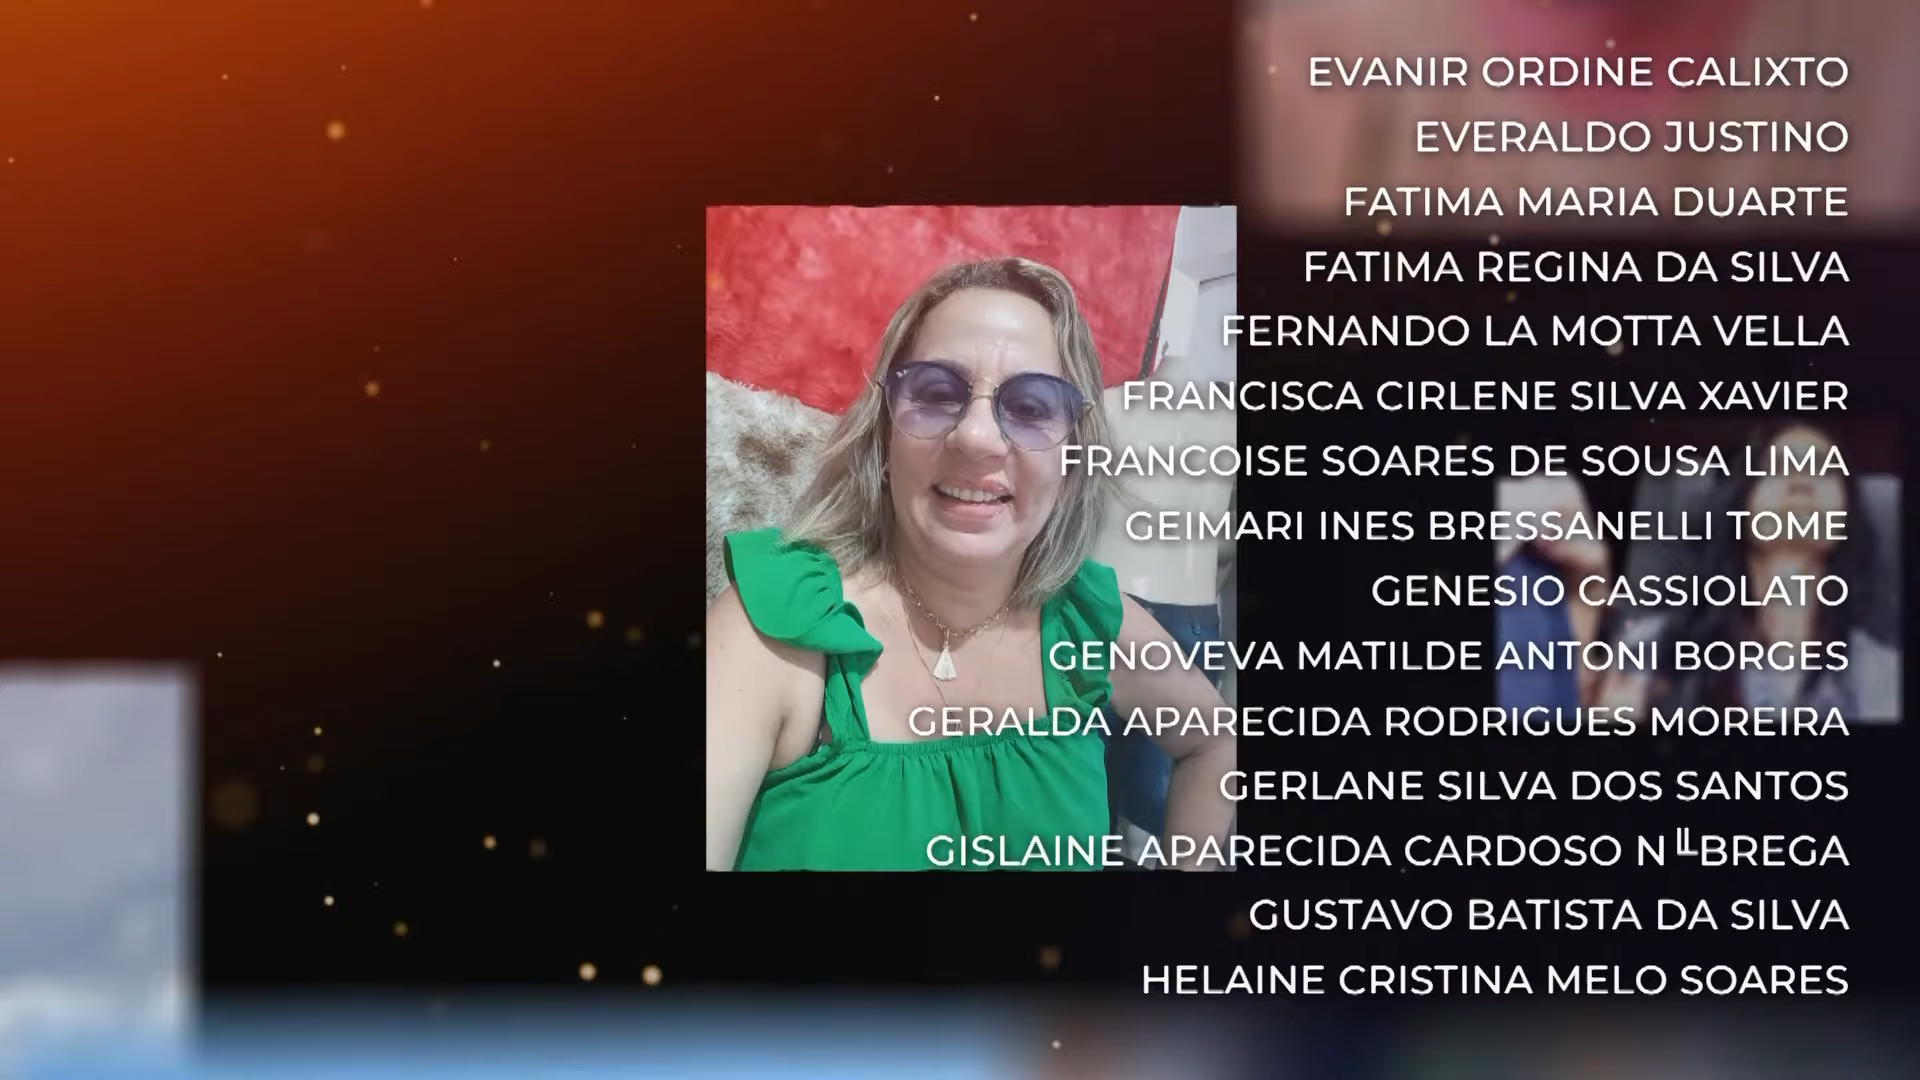 EVANIR ORDINE CALIXTO
EVERALDO JUSTINO
FATIMA MARIA DUARTE
FATIMA REGINA DA SILVA
FERNANDO LA MOTTA VELLA
FRANCISCA CIRLENE SILVA XAVIER
FRANCOISE SOARES DE SOUSA LIMA
GEIMARI INES BRESSANELLI TOME
GENESIO CASSIOLATO
GENOVEVA MATILDE ANTONI BORGES
GERALDA APARECIDA RODRIGUES MOREIRA
GERLANE SILVA DOS SANTOS
GISLAINE APARECIDA CARDOSO N╙BREGA
GUSTAVO BATISTA DA SILVA
HELAINE CRISTINA MELO SOARES